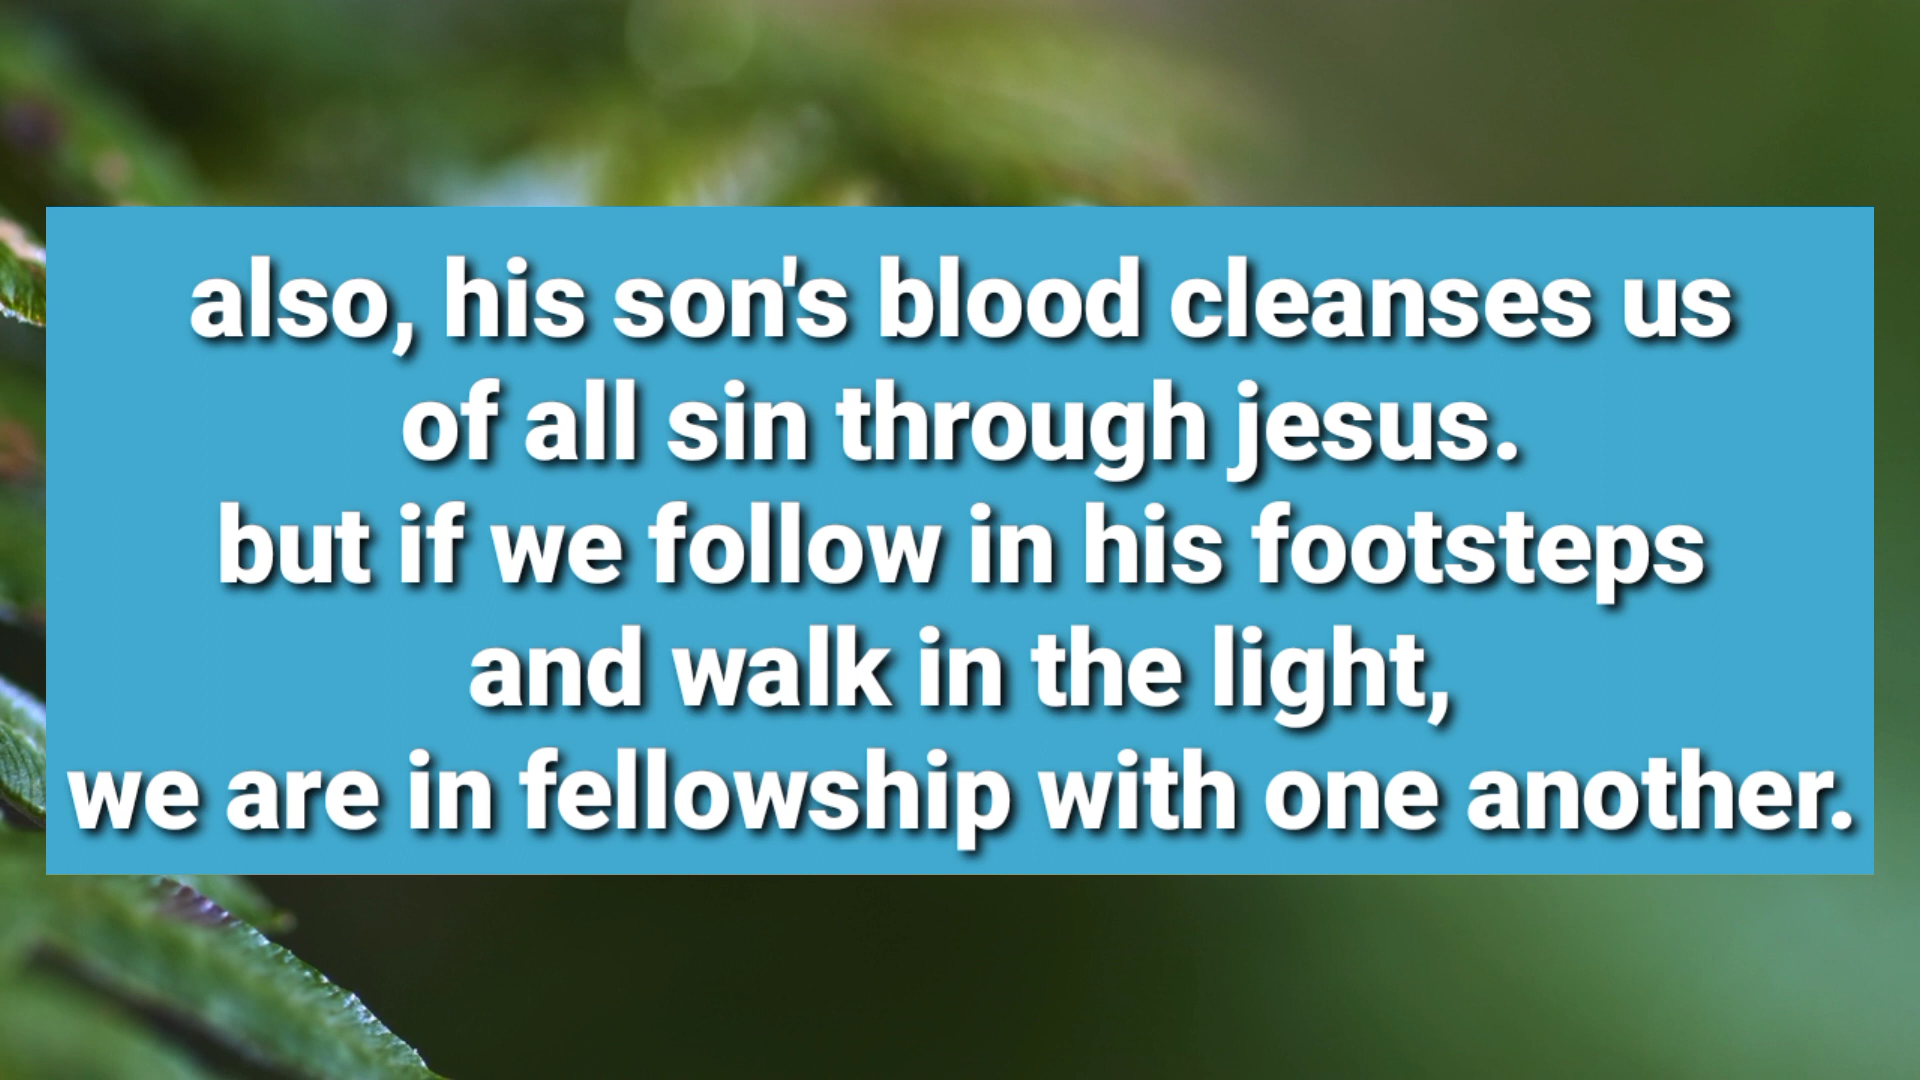 also, his son's blood cleanses us
of all sin through jesus.
but if we follow in his footsteps
and walk in the light,
we are in fellowship with one another.